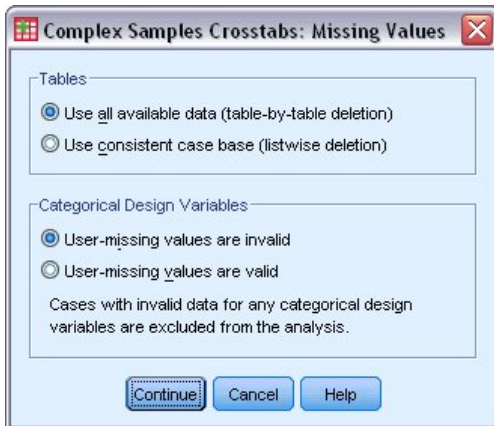 Complex Samples Crosstabs: Missing Values
Tables
Use all available data (table-by-table deletion)
Use consistent case base (listwise deletion)
Categorical Design Variables
User-missing values are invalid
User-missing values are valid
Cases with invalid data for any categorical design
variables are excluded from the analysis.
Continue
Cancel
Help